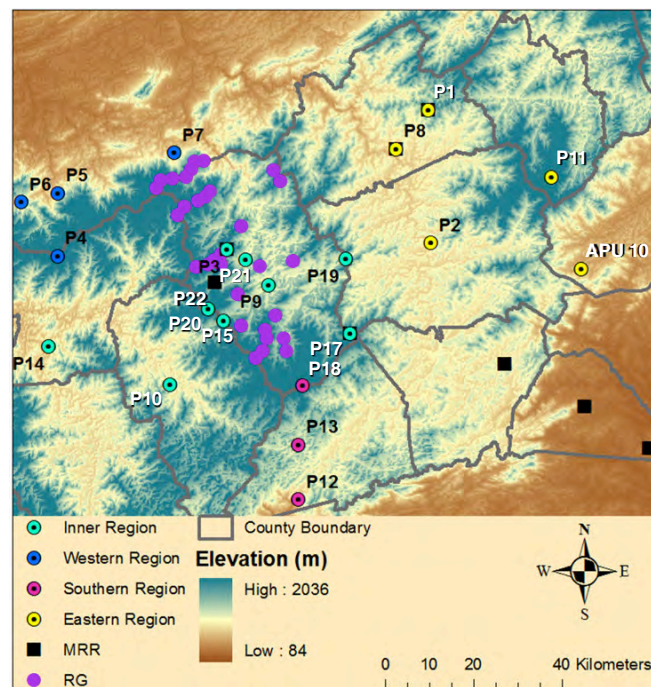 P1
P8
P7
P11
P5
P6
P2
P4
APU 10
P3
P21
P19
P9
P22
P20
P15
P17
P14
P18
P10
P13
P12
Inner Region
County Boundary
Western Region
Elevation (m)
Southern Region
High : 2036
Eastern Region
MRR
Low : 84
RG
N
W
E
S
0 10 20 40 Kilometers